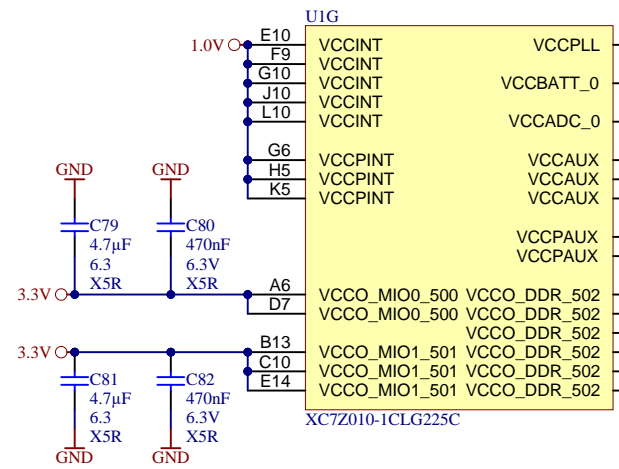 U1G
1.0V
E10 VCCINT VCCPLL
F9 VCCINT
G10 VCCINT VCCBATT_0
J10 VCCINT
L10 VCCINT VCCADC_0
G6 VCCPINT VCCAUX
H5 VCCPINT VCCAUX
K5 VCCPINT VCCAUX
VCCPAUX
VCCPAUX
GND GND
C79 C80
4.7µF 470nF
6.3 6.3V
X5R X5R
3.3V
A6 VCCO_MIO0_500 VCCO_DDR_502
D7 VCCO_MIO0_500 VCCO_DDR_502
VCCO_DDR_502
3.3V
B13 VCCO_MIO1_501 VCCO_DDR_502
C10 VCCO_MIO1_501 VCCO_DDR_502
E14 VCCO_MIO1_501 VCCO_DDR_502
C81 C82
4.7µF 470nF
6.3 6.3V
X5R X5R
GND GND
XC7Z010-1CLG225C